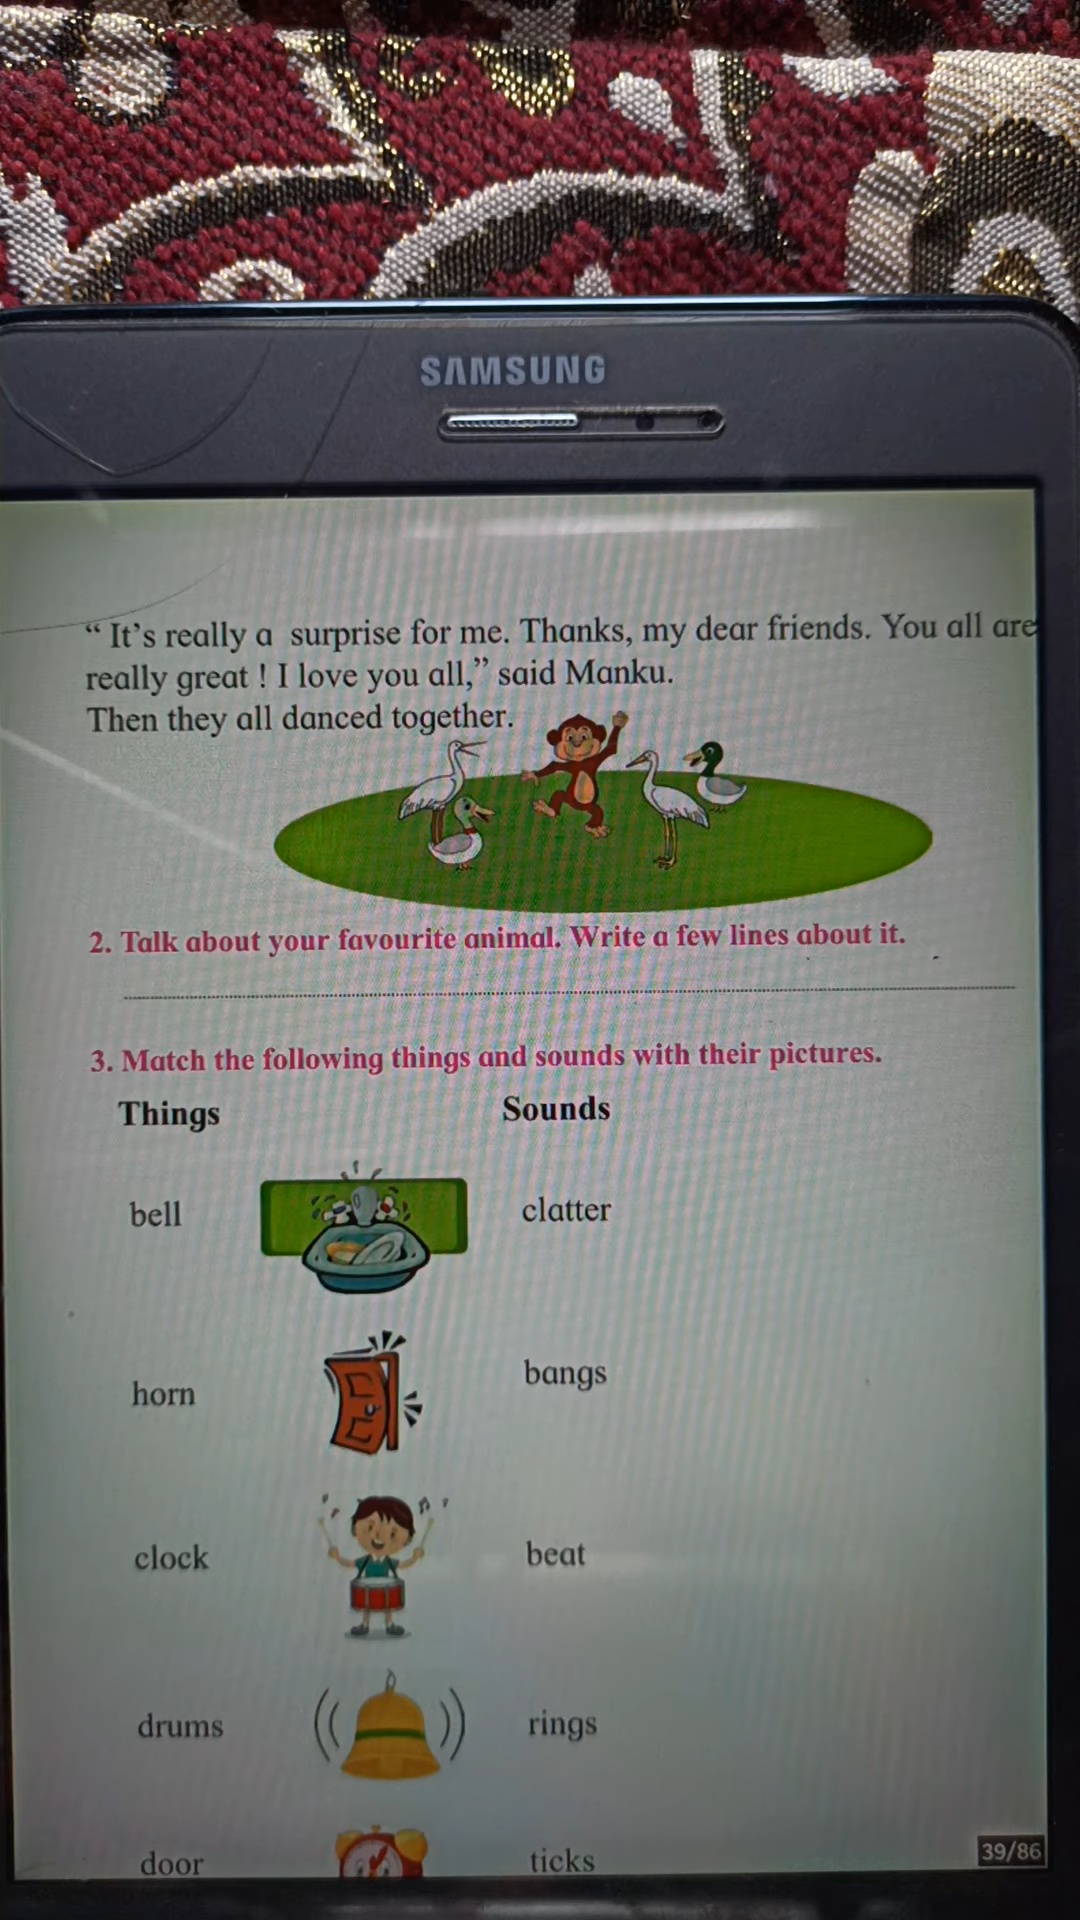 SAMSUNG
“ It’s really a surprise for me. Thanks, my dear friends. You all are
really great ! I love you all,” said Manku.
Then they all danced together.
2. Talk about your favourite animal. Write a few lines about it.
3. Match the following things and sounds with their pictures.
Things Sounds
bell clatter
horn bangs
clock beat
drums rings
door ticks
39/86